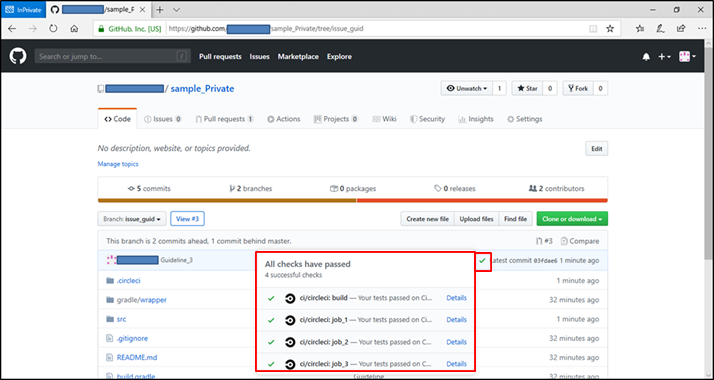 InPrivate
/sample_P
GitHub, Inc. [US]
https://github.com, sample_Private/tree/issue_guid
Search or jump to...
/
Pull requests Issues Marketplace Explore
/ sample_Private
Unwatch 1 Star 0 Fork 0
Code Issues 0 Pull requests 1 Actions Projects 0 Wiki Security Insights Settings
No description, website, or topics provided.
Edit
Manage topics
5 commits 2 branches 0 packages 0 releases 2 contributors
Branch: issue_guid View #3 Create new file Upload files Find file Clone or download
This branch is 2 commits ahead, 1 commit behind master. #3 Compare
Guideline_3 Latest commit 03fdae6 1 minute ago
All checks have passed
4 successful checks
ci/circleci: build — Your tests passed on Ci... Details
ci/circleci: job_1 — Your tests passed on C... Details
ci/circleci: job_2 — Your tests passed on C... Details
ci/circleci: job_3 — Your tests passed on C... Details
.circleci 1 minute ago
gradle/wrapper 32 minutes ago
src 1 minute ago
.gitignore 32 minutes ago
README.md 32 minutes ago
build.gradle Guideline 32 minutes ago